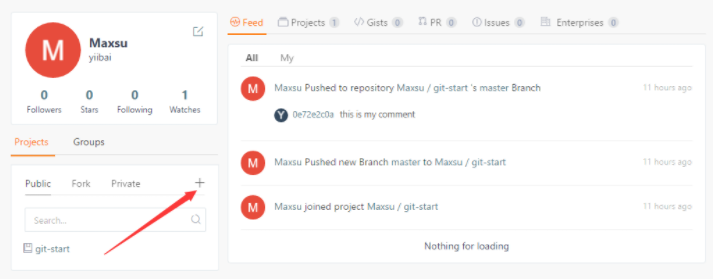 M
Maxsu
yiibai
0 0 0 1
Followers Stars Following Watches
Projects Groups
Public Fork Private +
Search...
git-start
Feed Projects 1 Gists 0 PR 0 Issues 0 Enterprises 0
All My
M Maxsu Pushed to repository Maxsu / git-start 's master Branch 11 hours ago
Y 0e72e2c0a this is my comment
M Maxsu Pushed new Branch master to Maxsu / git-start 11 hours ago
M Maxsu joined project Maxsu / git-start 11 hours ago
Nothing for loading